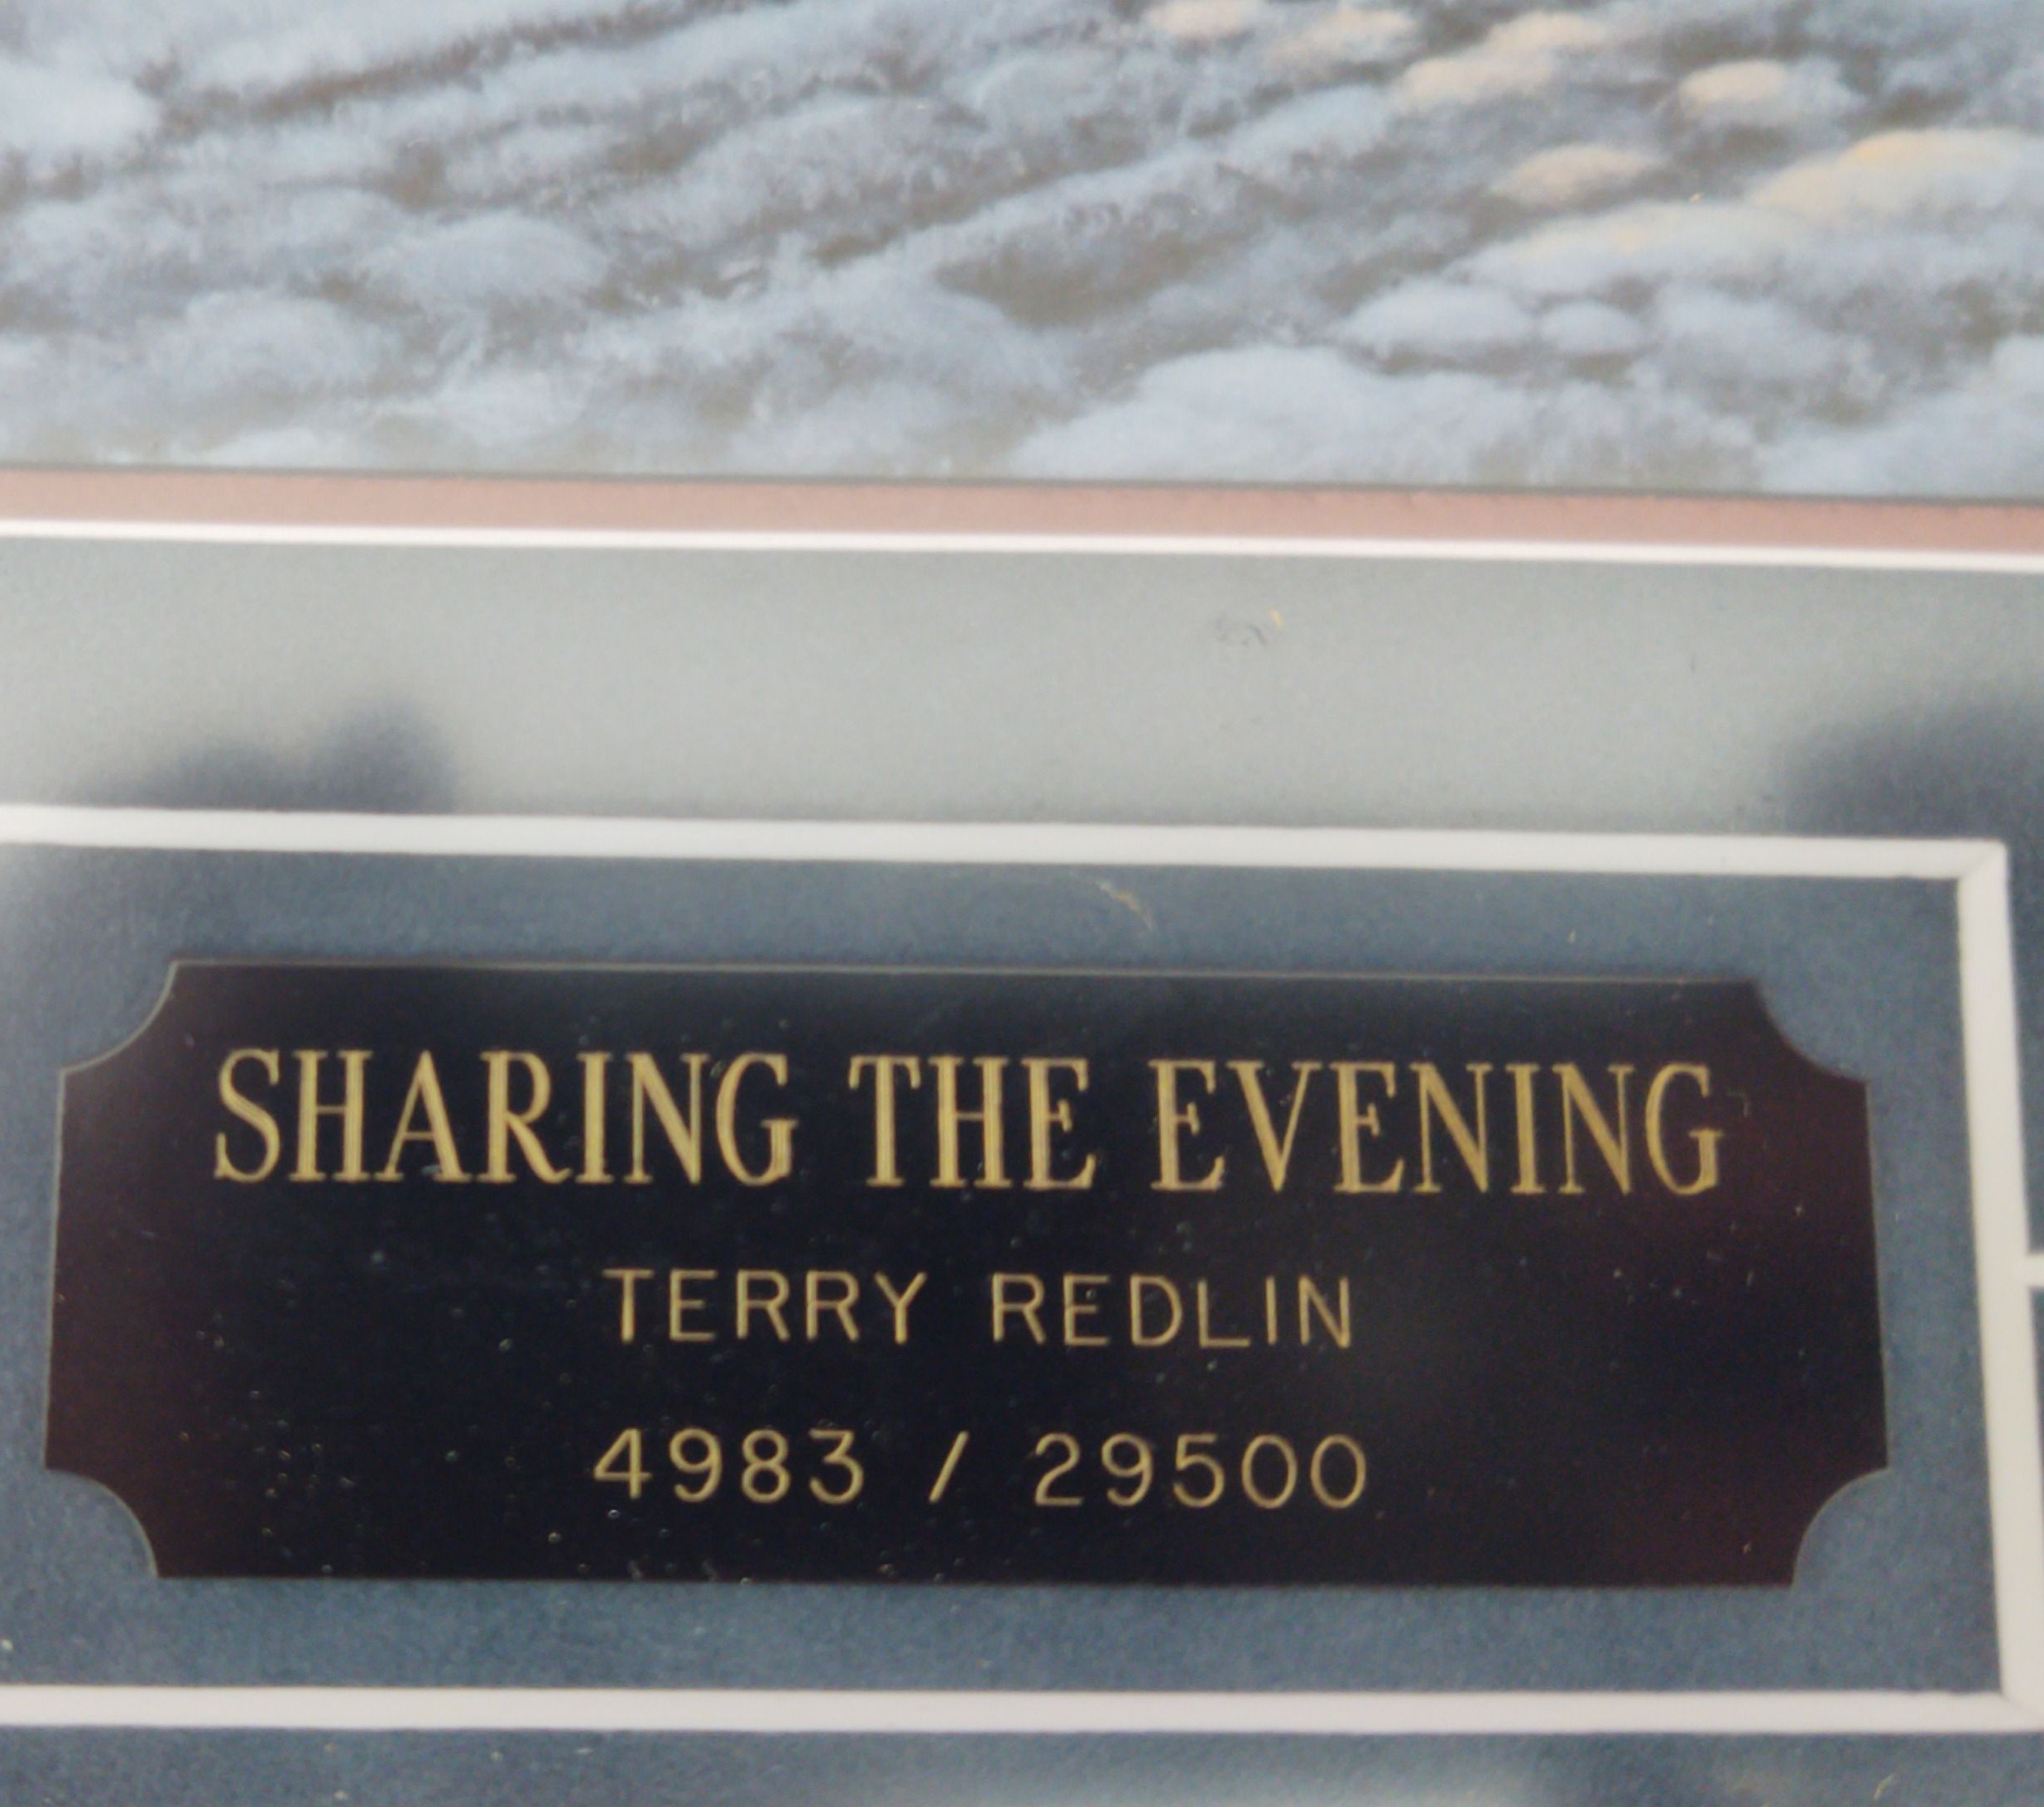 SHARING THE EVENING
TERRY REDLIN
4983 / 29500